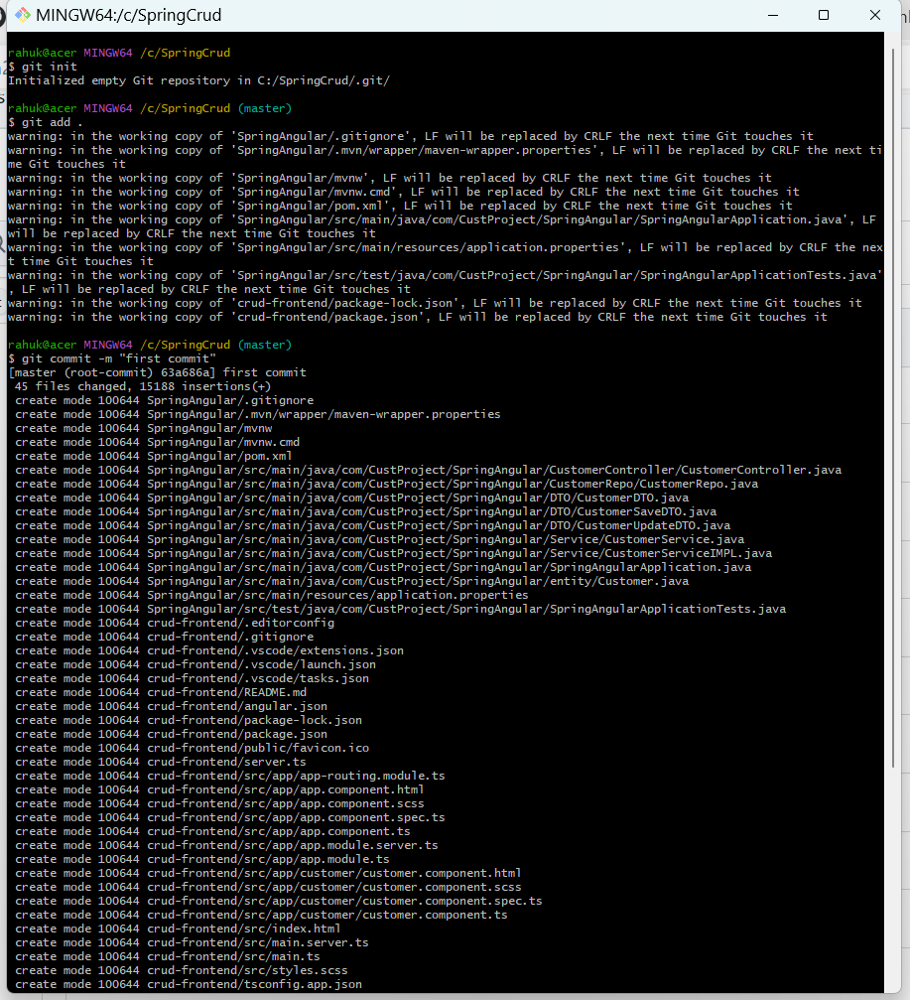 MINGW64:/c/SpringCrud
rahuk@acer MINGW64 /c/SpringCrud
$ git init
Initialized empty Git repository in C:/SpringCrud/.git/
rahuk@acer MINGW64 /c/SpringCrud (master)
$ git add .
warning: in the working copy of 'SpringAngular/.gitignore', LF will be replaced by CRLF the next time Git touches it
warning: in the working copy of 'SpringAngular/.mvn/wrapper/maven-wrapper.properties', LF will be replaced by CRLF the next ti
me Git touches it
warning: in the working copy of 'SpringAngular/mvnw', LF will be replaced by CRLF the next time Git touches it
warning: in the working copy of 'SpringAngular/mvnw.cmd', LF will be replaced by CRLF the next time Git touches it
warning: in the working copy of 'SpringAngular/pom.xml', LF will be replaced by CRLF the next time Git touches it
warning: in the working copy of 'SpringAngular/src/main/java/com/CustProject/SpringAngular/SpringAngularApplication.java', LF
will be replaced by CRLF the next time Git touches it
warning: in the working copy of 'SpringAngular/src/main/resources/application.properties', LF will be replaced by CRLF the nex
t time Git touches it
warning: in the working copy of 'SpringAngular/src/test/java/com/CustProject/SpringAngular/SpringAngularApplicationTests.java'
, LF will be replaced by CRLF the next time Git touches it
warning: in the working copy of 'crud-frontend/package-lock.json', LF will be replaced by CRLF the next time Git touches it
warning: in the working copy of 'crud-frontend/package.json', LF will be replaced by CRLF the next time Git touches it
rahuk@acer MINGW64 /c/SpringCrud (master)
$ git commit -m "first commit"
[master (root-commit) 63a686a] first commit
45 files changed, 15188 insertions(+)
create mode 100644 SpringAngular/.gitignore
create mode 100644 SpringAngular/.mvn/wrapper/maven-wrapper.properties
create mode 100644 SpringAngular/mvnw
create mode 100644 SpringAngular/mvnw.cmd
create mode 100644 SpringAngular/pom.xml
create mode 100644 SpringAngular/src/main/java/com/CustProject/SpringAngular/CustomerController/CustomerController.java
create mode 100644 SpringAngular/src/main/java/com/CustProject/SpringAngular/CustomerRepo/CustomerRepo.java
create mode 100644 SpringAngular/src/main/java/com/CustProject/SpringAngular/DTO/CustomerDTO.java
create mode 100644 SpringAngular/src/main/java/com/CustProject/SpringAngular/DTO/CustomerSaveDTO.java
create mode 100644 SpringAngular/src/main/java/com/CustProject/SpringAngular/DTO/CustomerUpdateDTO.java
create mode 100644 SpringAngular/src/main/java/com/CustProject/SpringAngular/Service/CustomerService.java
create mode 100644 SpringAngular/src/main/java/com/CustProject/SpringAngular/Service/CustomerServiceIMPL.java
create mode 100644 SpringAngular/src/main/java/com/CustProject/SpringAngular/SpringAngularApplication.java
create mode 100644 SpringAngular/src/main/java/com/CustProject/SpringAngular/entity/Customer.java
create mode 100644 SpringAngular/src/main/resources/application.properties
create mode 100644 SpringAngular/src/test/java/com/CustProject/SpringAngular/SpringAngularApplicationTests.java
create mode 100644 crud-frontend/.editorconfig
create mode 100644 crud-frontend/.gitignore
create mode 100644 crud-frontend/.vscode/extensions.json
create mode 100644 crud-frontend/.vscode/launch.json
create mode 100644 crud-frontend/.vscode/tasks.json
create mode 100644 crud-frontend/README.md
create mode 100644 crud-frontend/angular.json
create mode 100644 crud-frontend/package-lock.json
create mode 100644 crud-frontend/package.json
create mode 100644 crud-frontend/public/favicon.ico
create mode 100644 crud-frontend/server.ts
create mode 100644 crud-frontend/src/app/app-routing.module.ts
create mode 100644 crud-frontend/src/app/app.component.html
create mode 100644 crud-frontend/src/app/app.component.scss
create mode 100644 crud-frontend/src/app/app.component.spec.ts
create mode 100644 crud-frontend/src/app/app.component.ts
create mode 100644 crud-frontend/src/app/app.module.server.ts
create mode 100644 crud-frontend/src/app/app.module.ts
create mode 100644 crud-frontend/src/app/customer/customer.component.html
create mode 100644 crud-frontend/src/app/customer/customer.component.scss
create mode 100644 crud-frontend/src/app/customer/customer.component.spec.ts
create mode 100644 crud-frontend/src/app/customer/customer.component.ts
create mode 100644 crud-frontend/src/index.html
create mode 100644 crud-frontend/src/main.server.ts
create mode 100644 crud-frontend/src/main.ts
create mode 100644 crud-frontend/src/styles.scss
create mode 100644 crud-frontend/tsconfig.app.json